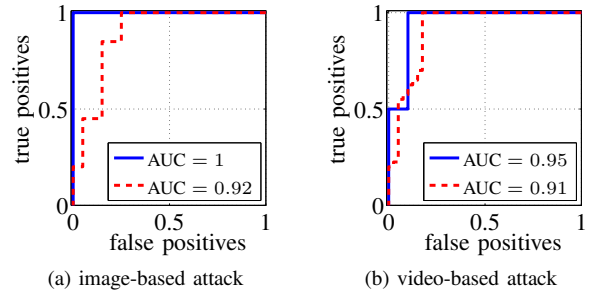 1
0.5
0
true positives
AUC = 1
AUC = 0.92
0 0.5 1
false positives
(a) image-based attack
1
0.5
0
true positives
AUC = 0.95
AUC = 0.91
0 0.5 1
false positives
(b) video-based attack